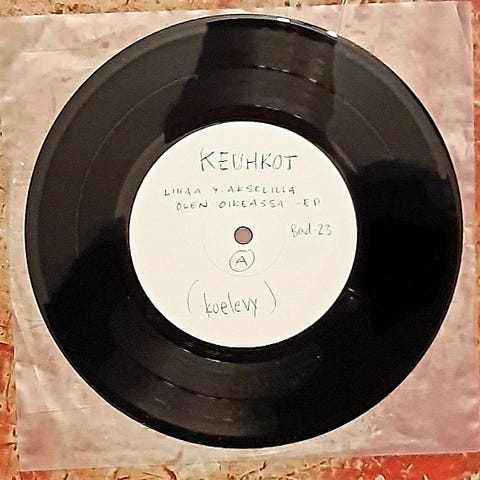 KEUHKOT
LIHAA Y-AKSELILLA
OLEN OIKEASSA -EP
Bad-23
A
(koelevy)